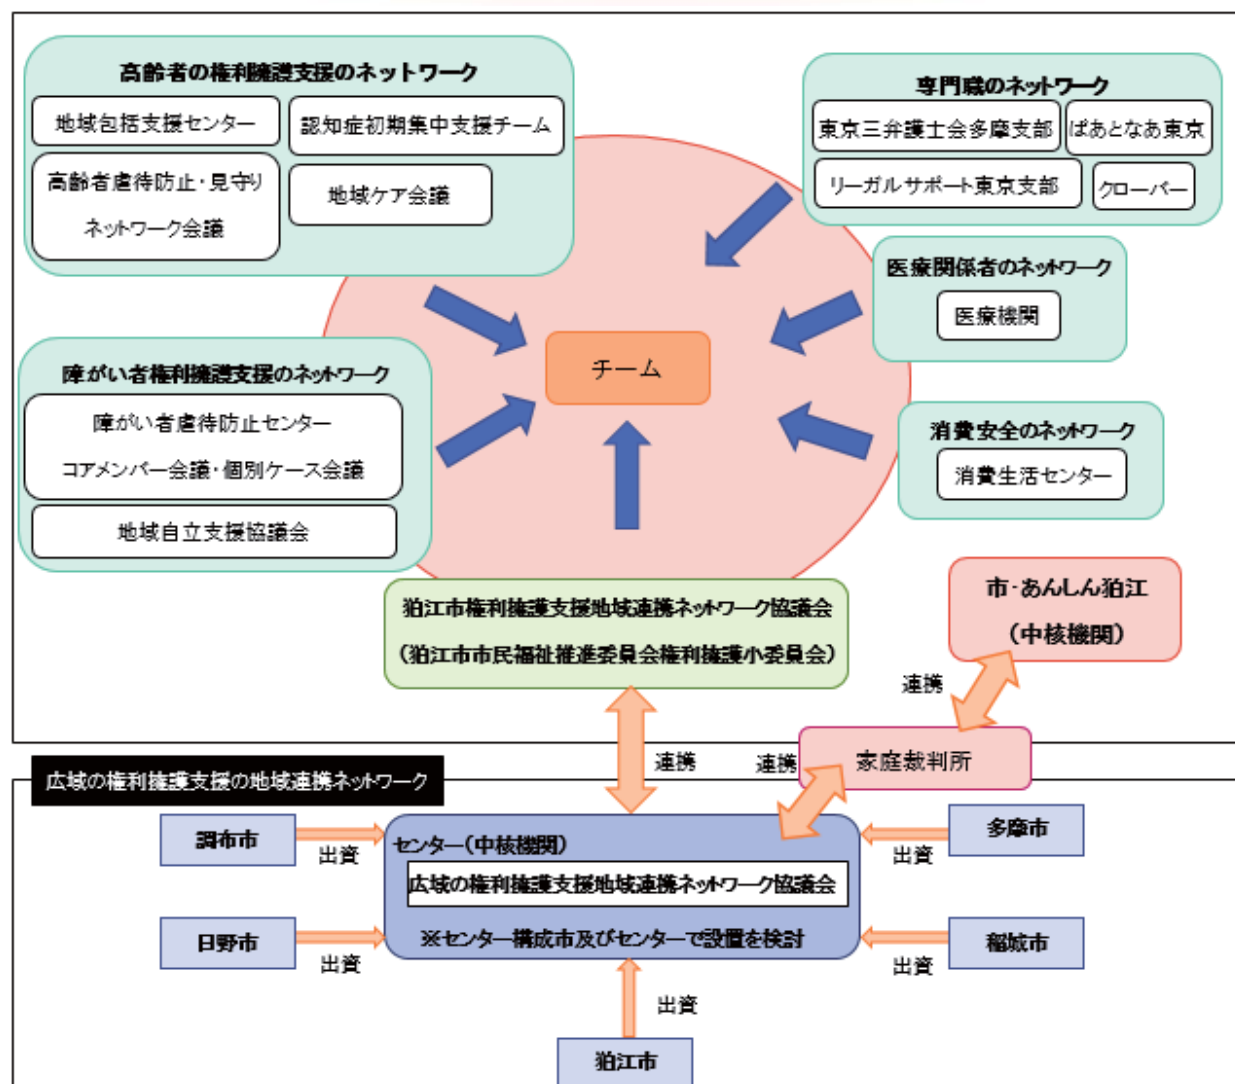 高齢者の権利擁護支援のネットワーク
地域包括支援センター
認知症初期集中支援チーム
高齢者虐待防止・見守り
ネットワーク会議
地域ケア会議
専門職のネットワーク
東京三弁護士会多摩支部
ぱあとなあ東京
リーガルサポート東京支部
クローバー
医療関係者のネットワーク
医療機関
チーム
障がい者権利擁護支援のネットワーク
障がい者虐待防止センター
コアメンバー会議・個別ケース会議
地域自立支援協議会
消費安全のネットワーク
消費生活センター
狛江市権利擁護支援地域連携ネットワーク協議会
（狛江市市民福祉推進委員会権利擁護小委員会）
市・あんしん狛江
（中核機関）
連携
家庭裁判所
連携
連携
広域の権利擁護支援の地域連携ネットワーク
調布市
出資
センター（中核機関）
広域の権利擁護支援地域連携ネットワーク協議会
※センター構成市及びセンターで設置を検討
多摩市
出資
日野市
出資
稲城市
出資
出資
狛江市